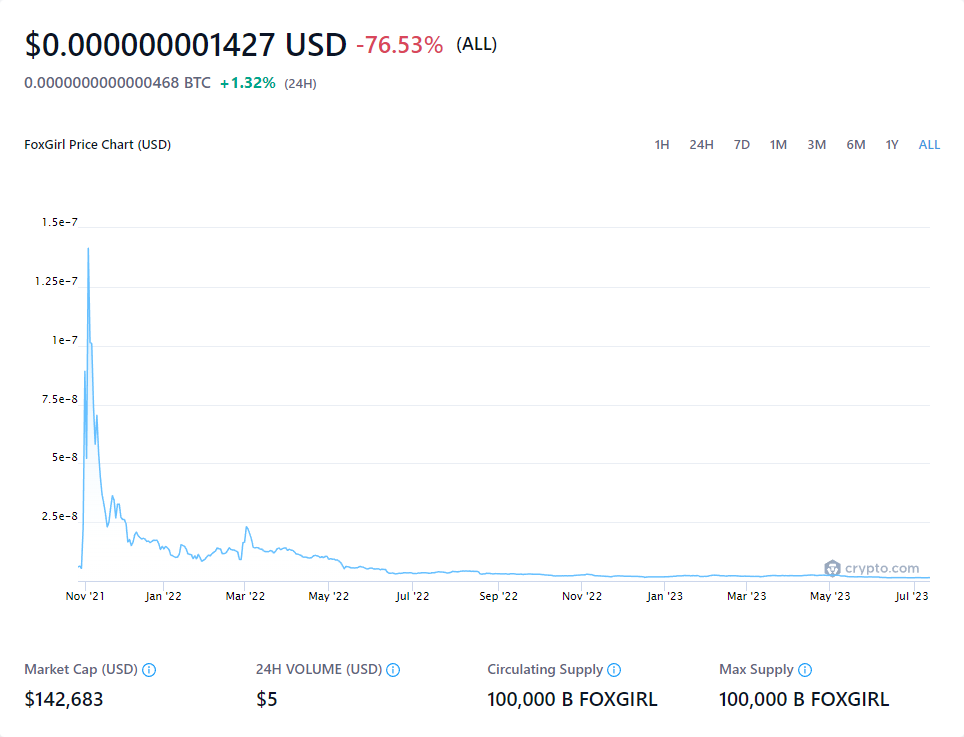 $0.000000001427 USD -76.53% (ALL)
0.0000000000000468 BTC +1.32% (24H)
FoxGirl Price Chart (USD) 1H 24H 7D 1M 3M 6M 1Y ALL
1.5e-7
1.25e-7
1e-7
7.5e-8
5e-8
2.5e-8
crypto.com
Nov '21 Jan '22 Mar '22 May '22 Jul '22 Sep '22 Nov '22 Jan '23 Mar '23 May '23 Jul '23
Market Cap (USD) 24H VOLUME (USD) Circulating Supply Max Supply
$142,683 $5 100,000 B FOXGIRL 100,000 B FOXGIRL